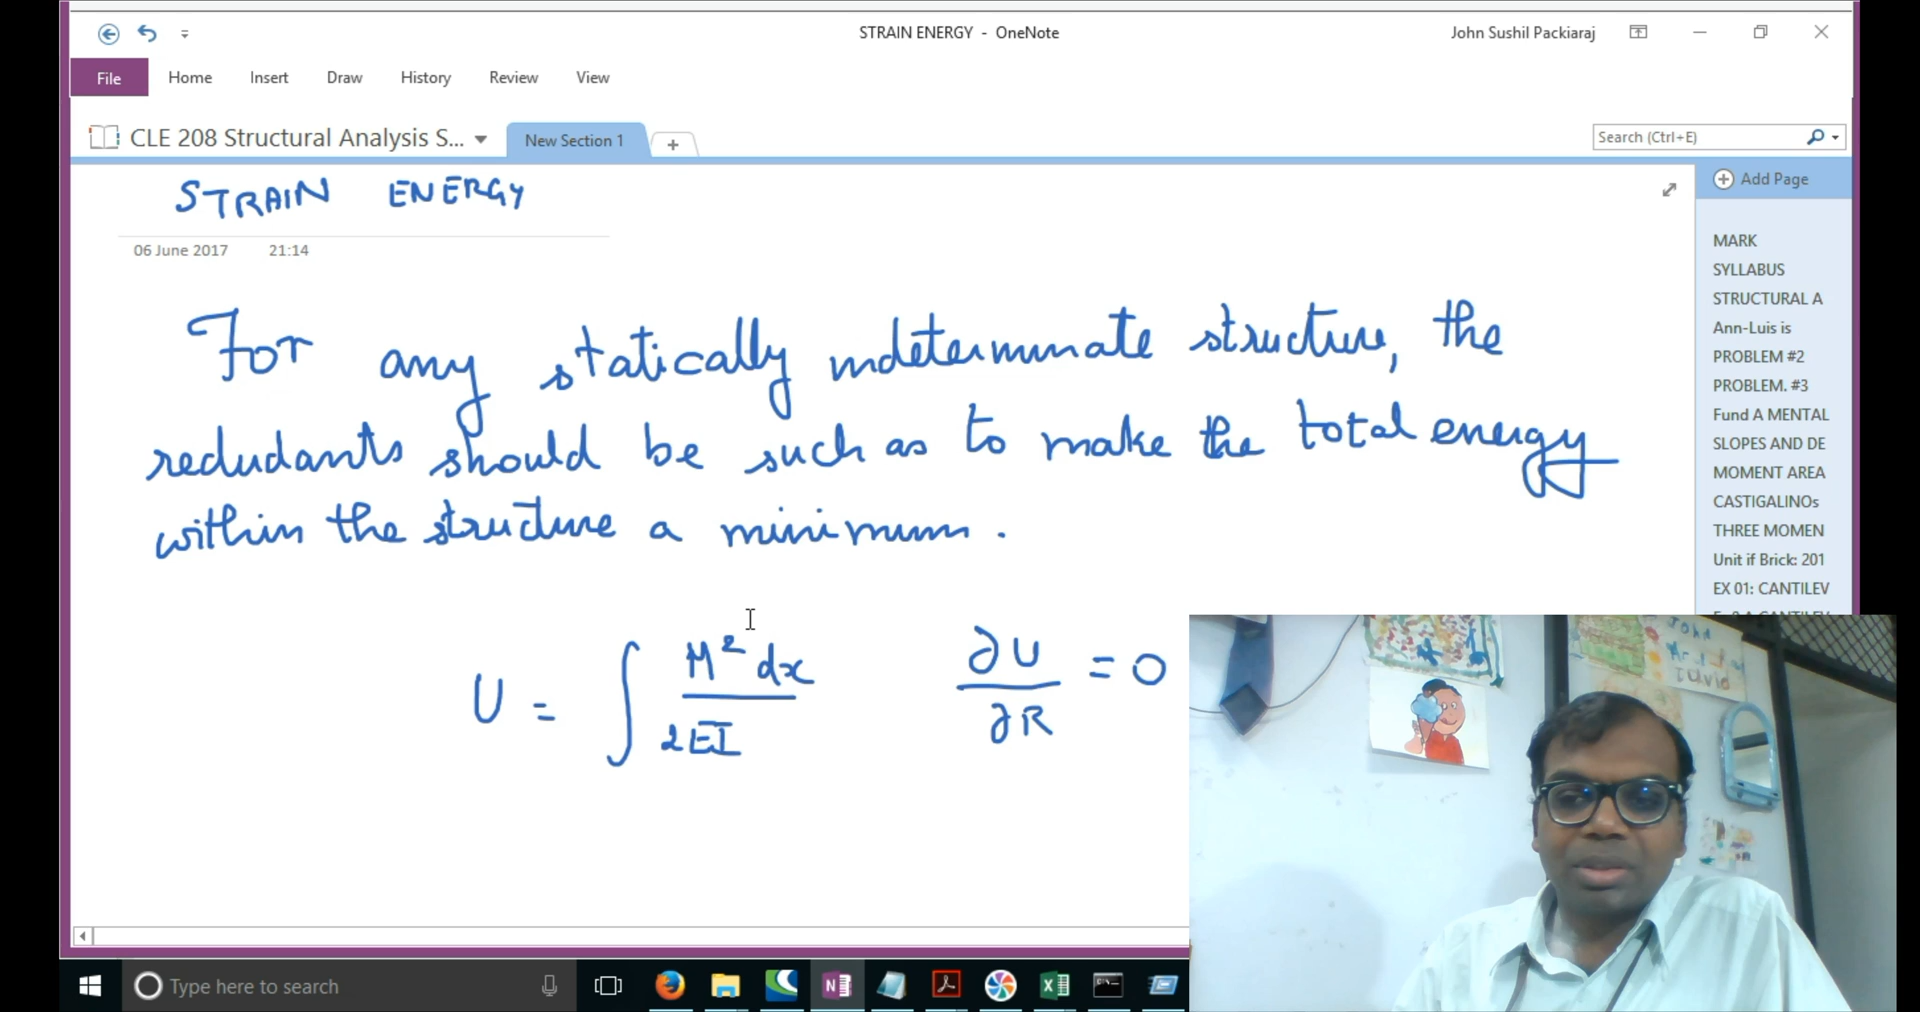 STRAIN ENERGY - OneNote
John Sushil Packiaraj
File Home Insert Draw History Review View
CLE 208 Structural Analysis S...
New Section 1
Search (Ctrl+E)
STRAIN ENERGY
06 June 2017 21:14
For any statically indeterminate structure, the
redudants should be such as to make the total energy
within the structure a minimum.
U = ∫ M² dx / 2EI
∂U / ∂R = 0
Add Page
MARK
SYLLABUS
STRUCTURAL A
Ann-Luis is
PROBLEM #2
PROBLEM. #3
Fund A MENTAL
SLOPES AND DE
MOMENT AREA
CASTIGALINOs
THREE MOMEN
Unit if Brick: 201
EX 01: CANTILEV
John
David
Type here to search